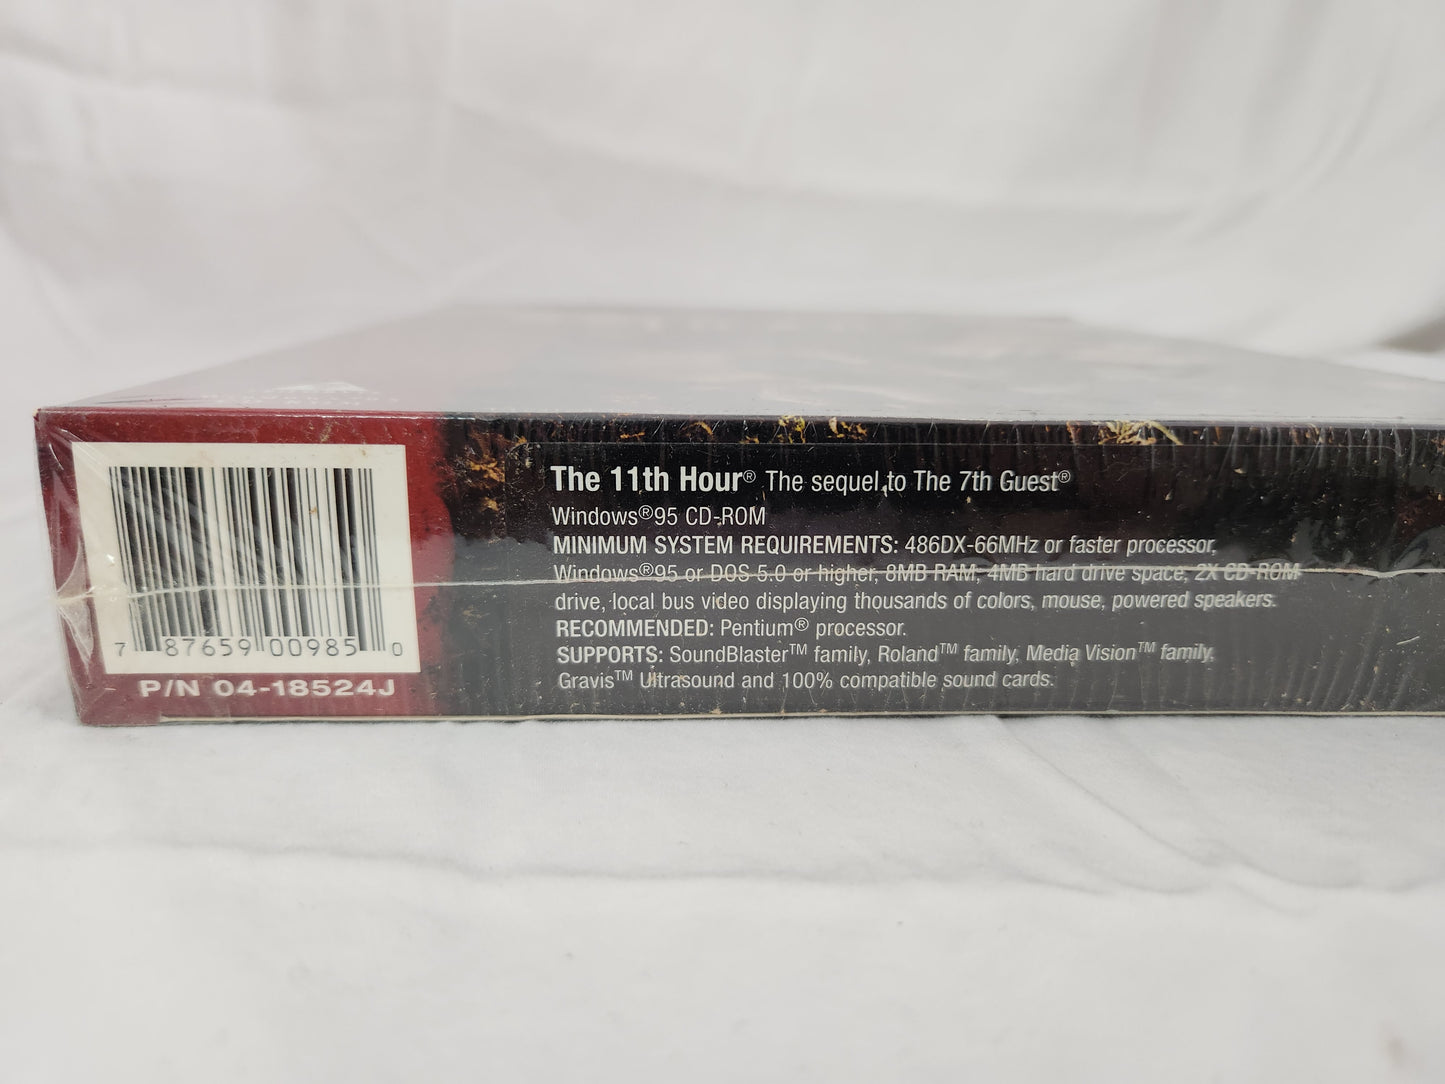 The 11th Hour® The sequel to The 7th Guest®
Windows®95 CD-ROM
MINIMUM SYSTEM REQUIREMENTS: 486DX-66MHz or faster processor,
Windows®95 or DOS 5.0 or higher, 8MB RAM, 4MB hard drive space, 2X CD-ROM
drive, local bus video displaying thousands of colors, mouse, powered speakers.
RECOMMENDED: Pentium® processor.
SUPPORTS: SoundBlaster™ family, Roland™ family, Media Vision™ family,
Gravis™ Ultrasound and 100% compatible sound cards.
7 87659 00985 0
P/N 04-18524J